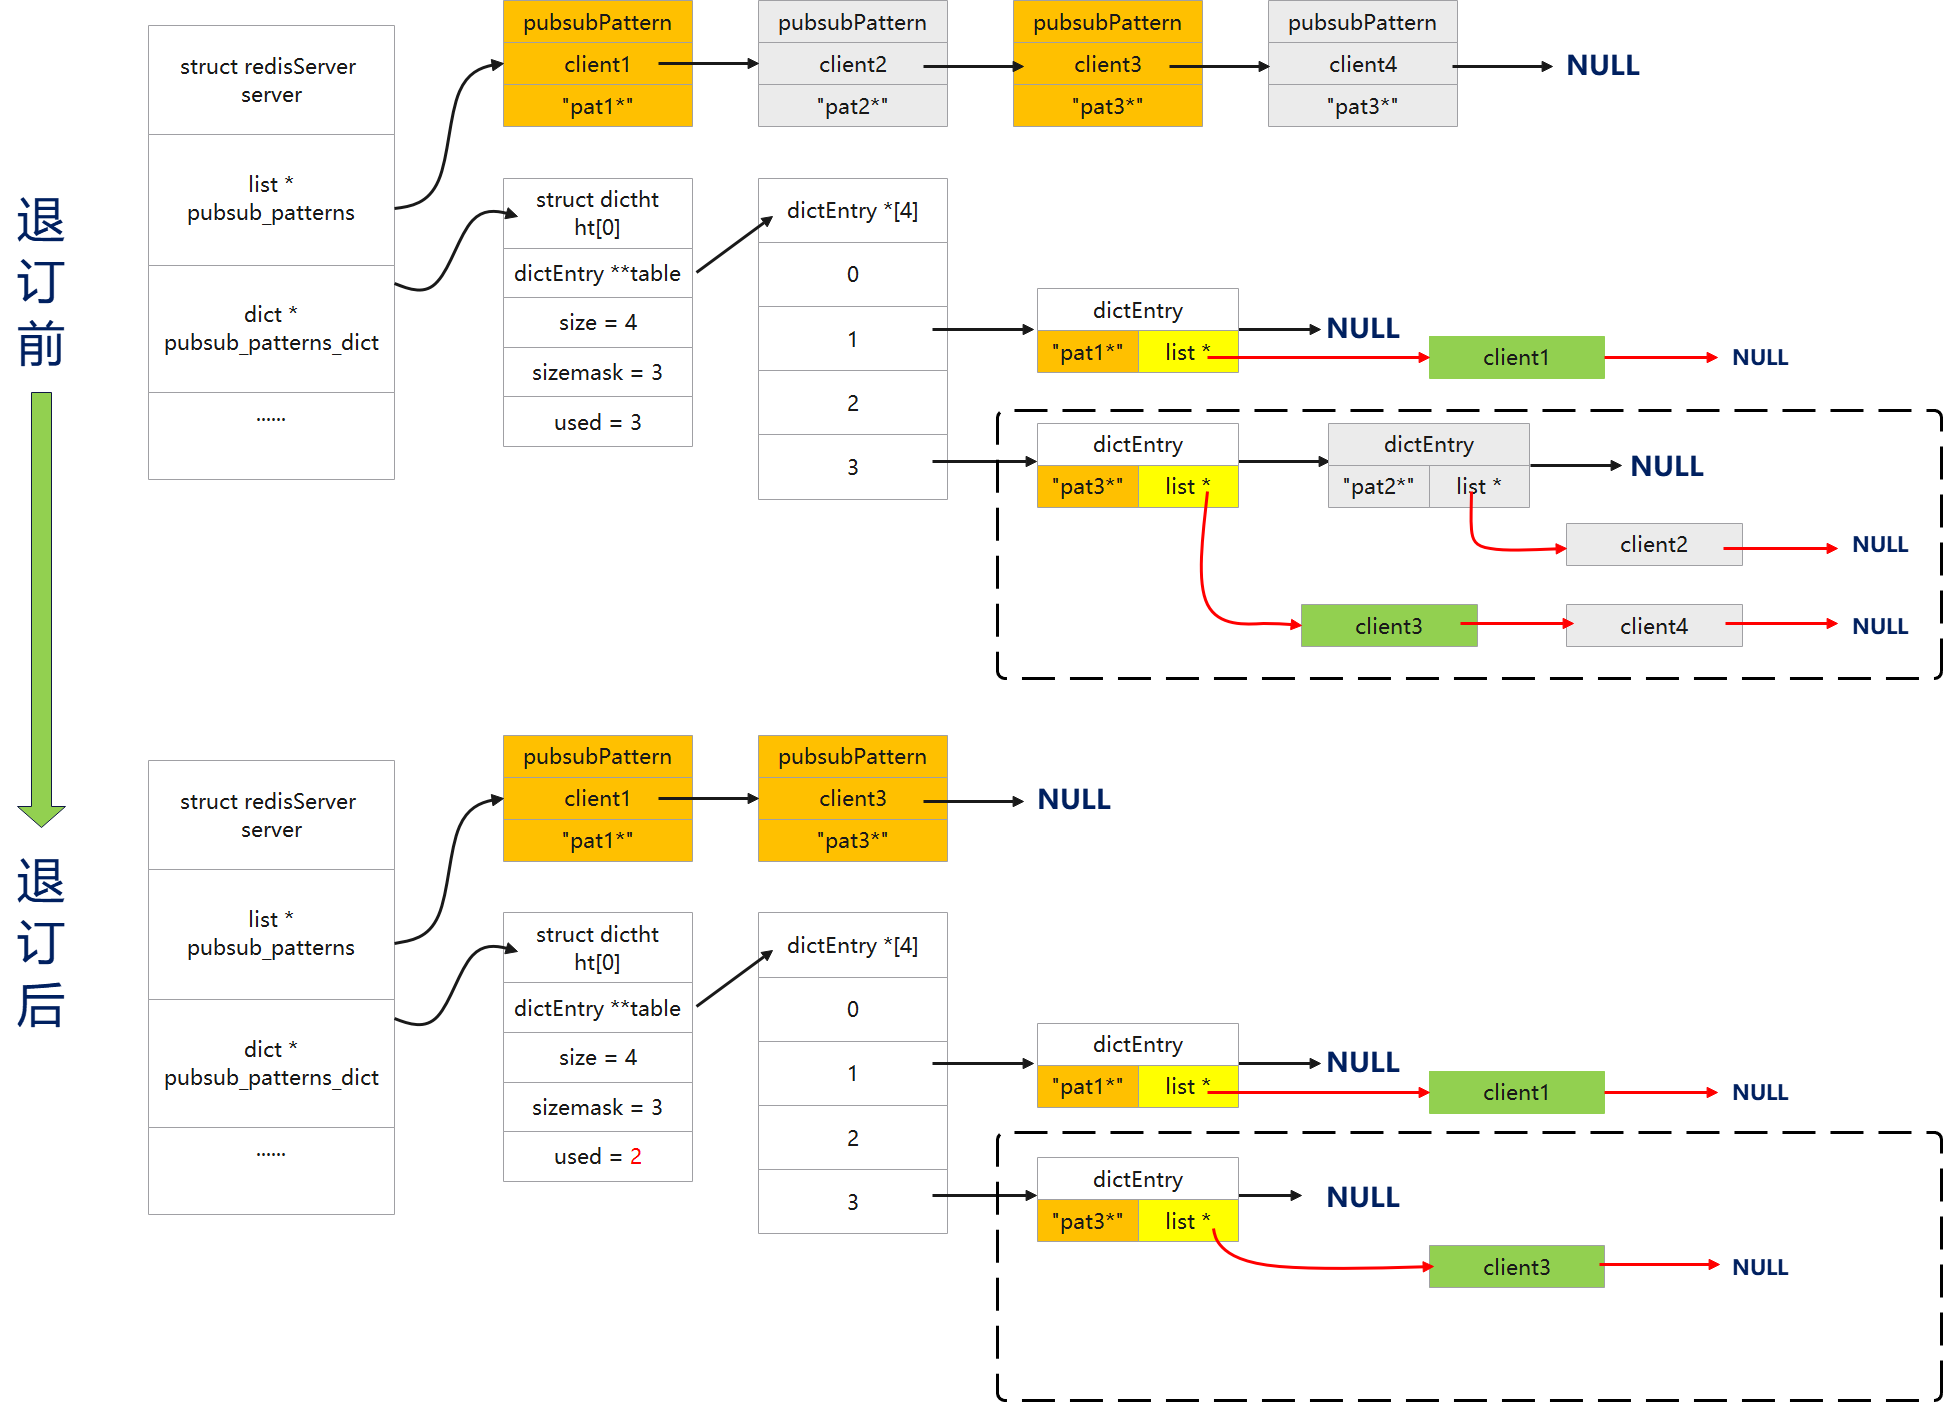 退订前
struct redisServer
server
list *
pubsub_patterns
dict *
pubsub_patterns_dict
......
pubsubPattern
client1
"pat1*"
pubsubPattern
client2
"pat2*"
pubsubPattern
client3
"pat3*"
pubsubPattern
client4
"pat3*"
NULL
struct dictht
ht[0]
dictEntry **table
size = 4
sizemask = 3
used = 3
dictEntry *[4]
0
1
2
3
dictEntry
"pat1*"
list *
NULL
client1
NULL
dictEntry
"pat3*"
list *
dictEntry
"pat2*"
list *
NULL
client2
NULL
client3
client4
NULL
退订后
struct redisServer
server
list *
pubsub_patterns
dict *
pubsub_patterns_dict
......
pubsubPattern
client1
"pat1*"
pubsubPattern
client3
"pat3*"
NULL
struct dictht
ht[0]
dictEntry **table
size = 4
sizemask = 3
used = 2
dictEntry *[4]
0
1
2
3
dictEntry
"pat1*"
list *
NULL
client1
NULL
dictEntry
"pat3*"
list *
NULL
client3
NULL